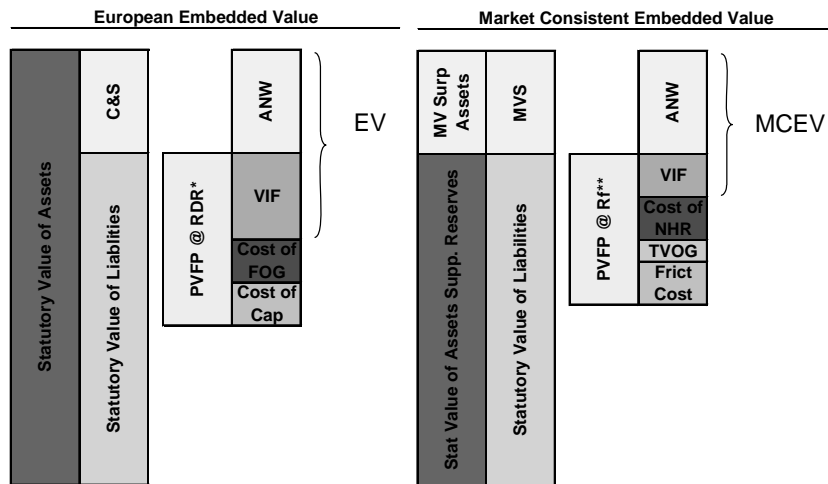 European Embedded Value
Statutory Value of Assets
C&S
Statutory Value of Liablities
PVFP @ RDR*
ANW
VIF
Cost of
FOG
Cost of
Cap
EV
Market Consistent Embedded Value
MV Surp
Assets
Stat Value of Assets Supp. Reserves
MVS
Statutory Value of Liabilities
PVFP @ Rf**
ANW
VIF
Cost of
NHR
TVOG
Frict
Cost
MCEV